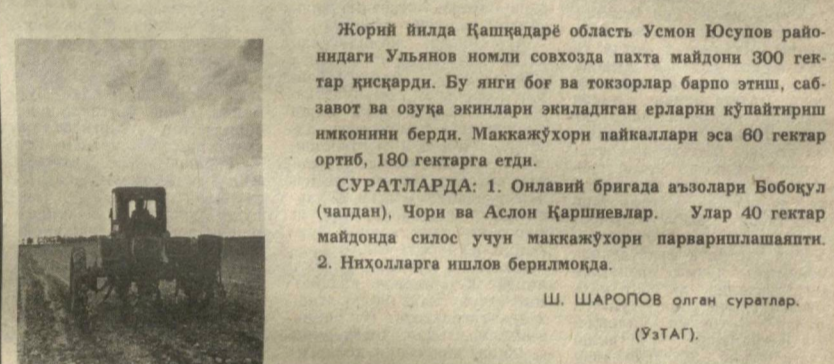 Жорий йилда Қашқадарё область Усмон Юсупов райо-
нидаги Ульянов номли совхозда пахта майдони 300 гек-
тар қисқарди. Бу янги боғ ва токзорлар барпо этиш, саб-
завот ва озуқа экинлари экиладиган ерларни кўпайтириш
имконини берди. Маккажўхори пайкаллари эса 60 гектар
ортиб, 180 гектарга етди.
СУРАТЛАРДА: 1. Оилавий бригада аъзолари Бобоқул
(чапдан), Чори ва Аслон Қаршиевлар. Улар 40 гектар
майдонда силос учун маккажўхори парваришлашаяпти.
2. Ниҳолларга ишлов берилмоқда.
Ш. ШАРОПОВ олган суратлар.
(ЎзТАГ).